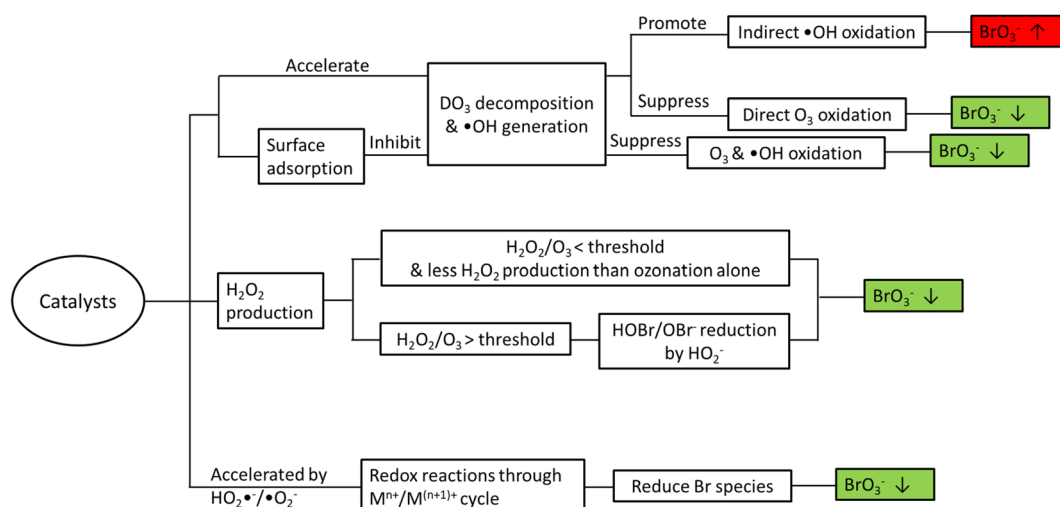 Promote
Indirect •OH oxidation
BrO₃⁻ ↑
Accelerate
DO₃ decomposition
& •OH generation
Suppress
Direct O₃ oxidation
BrO₃⁻ ↓
Surface
adsorption
Inhibit
Suppress
O₃ & •OH oxidation
BrO₃⁻ ↓
Catalysts
H₂O₂
production
H₂O₂/O₃ < threshold
& less H₂O₂ production than ozonation alone
H₂O₂/O₃ > threshold
HOBr/OBr⁻ reduction
by HO₂⁻
BrO₃⁻ ↓
Accelerated by
HO₂•⁻/•O₂⁻
Redox reactions through
Mⁿ⁺/M⁽ⁿ⁺¹⁾⁺ cycle
Reduce Br species
BrO₃⁻ ↓